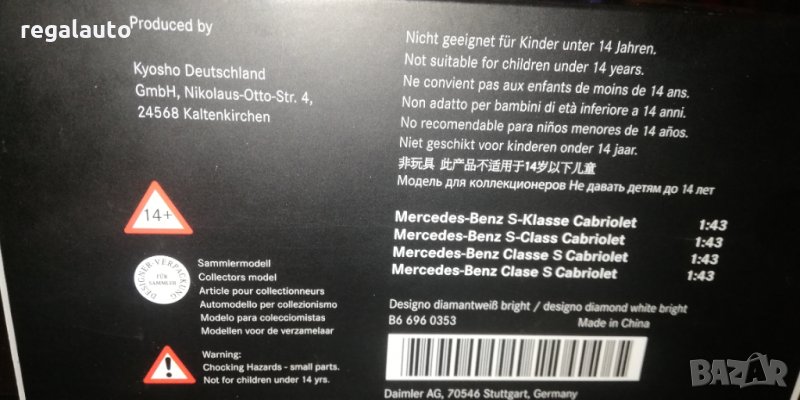 regalauto
Produced by
Kyosho Deutschland
GmbH, Nikolaus-Otto-Str. 4,
24568 Kaltenkirchen
Nicht geeignet für Kinder unter 14 Jahren.
Not suitable for children under 14 years.
Ne convient pas aux enfants de moins de 14 ans.
Non adatto per bambini di età inferiore a 14 anni.
No recomendable para niños menores de 14 años.
Niet geschikt voor kinderen onder 14 jaar.
非玩具 此产品不适用于14岁以下儿童
Модель для коллекционеров Не давать детям до 14 лет
14+
Mercedes-Benz S-Klasse Cabriolet 1:43
Mercedes-Benz S-Class Cabriolet 1:43
Mercedes-Benz Classe S Cabriolet 1:43
Mercedes-Benz Clase S Cabriolet 1:43
DESIGNER VERPACKUNG
FÜR
SAMMLER
Sammlermodell
Collectors model
Article pour collectionneurs
Automodello per collezionismo
Modelo para coleccionistas
Modellen voor de verzamelaar
Designo diamantweiß bright / designo diamond white bright
B6 696 0353 Made in China
Warning:
Chocking Hazards - small parts.
Not for children under 14 yrs.
Daimler AG, 70546 Stuttgart, Germany
BAZAR